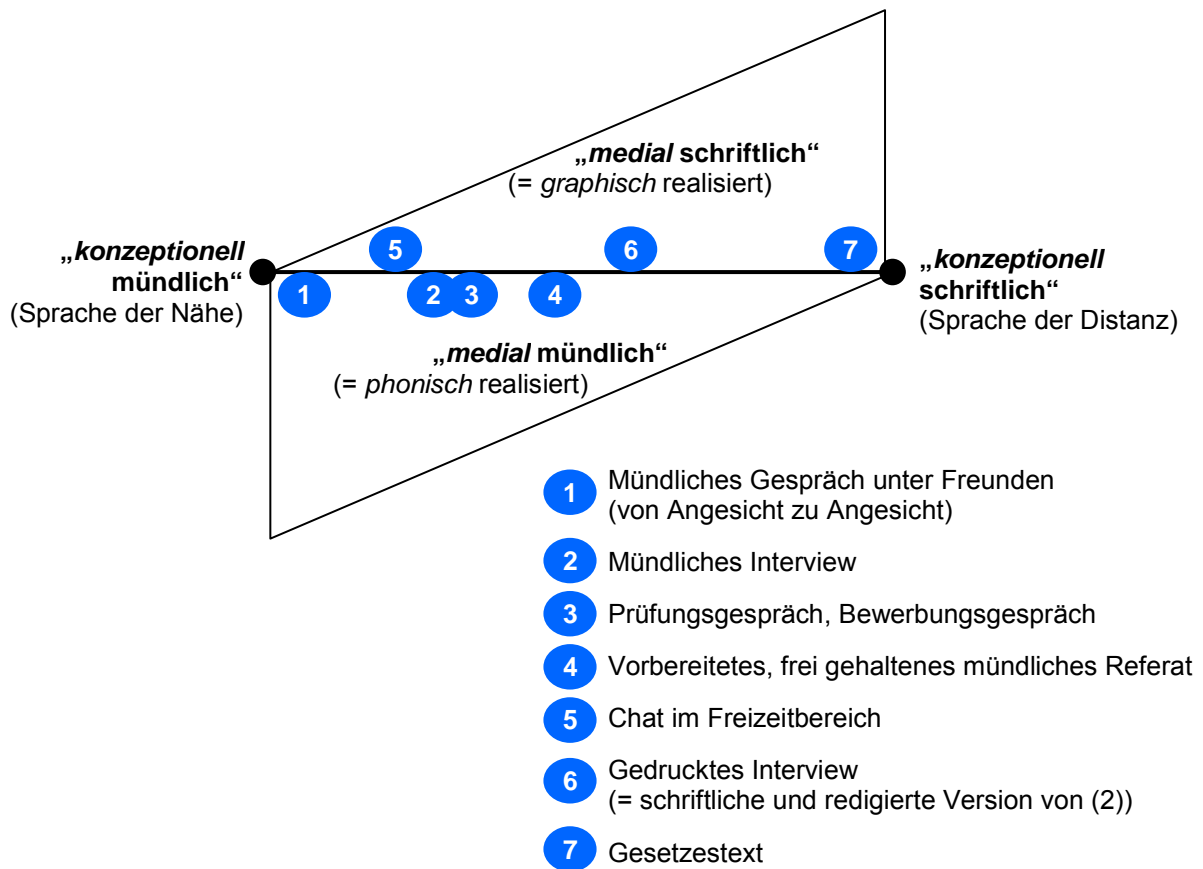 „medial schriftlich“
(= graphisch realisiert)
„konzeptionell
mündlich“
(Sprache der Nähe)
5
6
7
1
2
3
4
„konzeptionell
schriftlich“
(Sprache der Distanz)
„medial mündlich“
(= phonisch realisiert)
1 Mündliches Gespräch unter Freunden
(von Angesicht zu Angesicht)
2 Mündliches Interview
3 Prüfungsgespräch, Bewerbungsgespräch
4 Vorbereitetes, frei gehaltenes mündliches Referat
5 Chat im Freizeitbereich
6 Gedrucktes Interview
(= schriftliche und redigierte Version von (2))
7 Gesetzestext